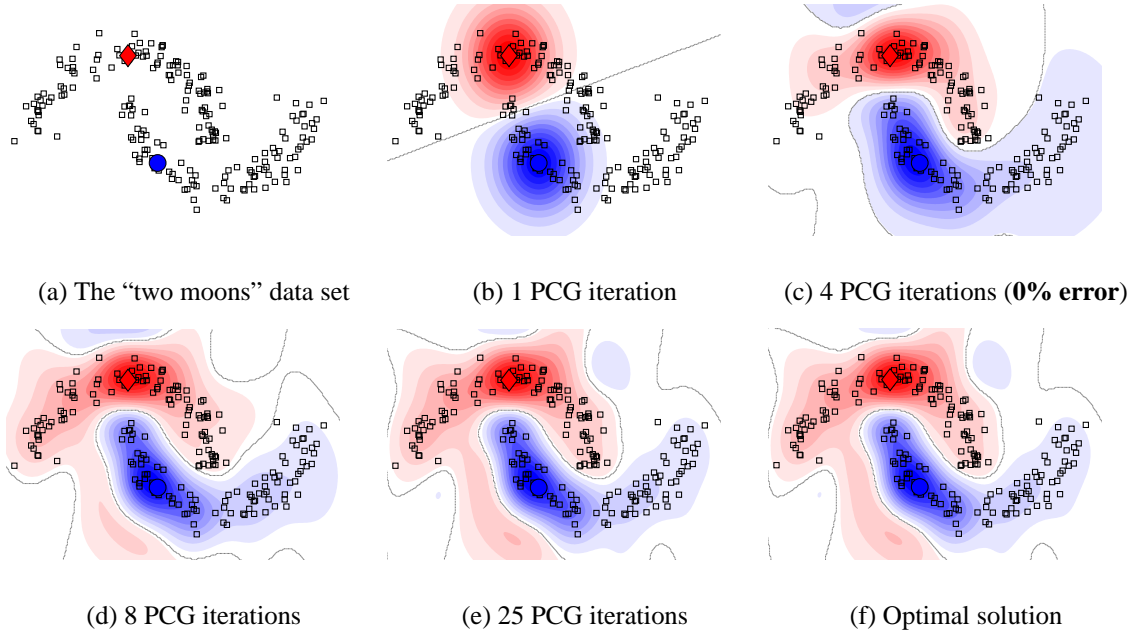 (a) The “two moons” data set
(b) 1 PCG iteration
(c) 4 PCG iterations (0% error)
(d) 8 PCG iterations
(e) 25 PCG iterations
(f) Optimal solution